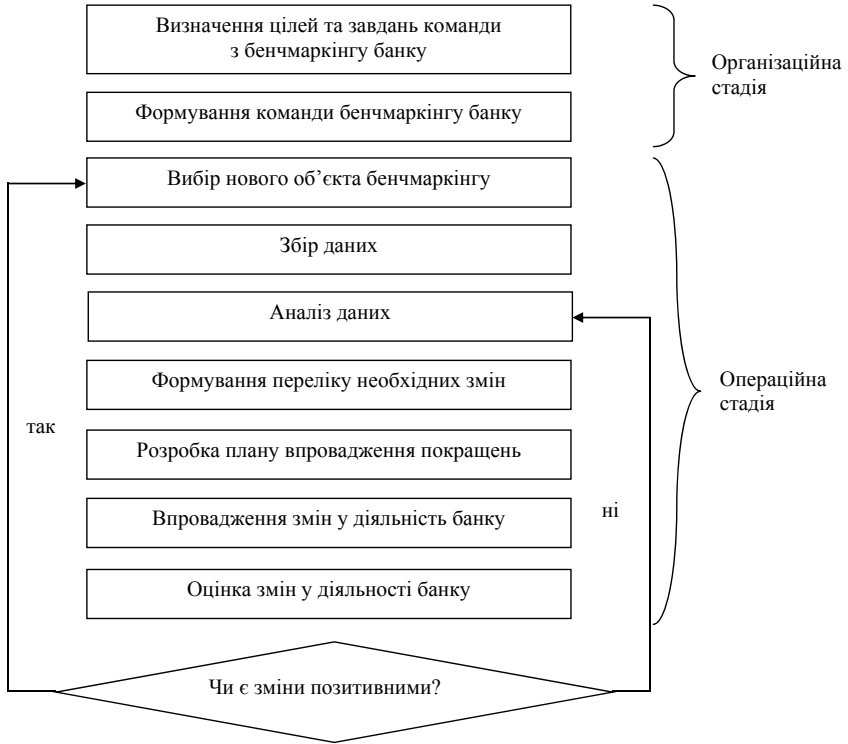 Визначення цілей та завдань команди
з бенчмаркінгу банку
Організаційна
стадія
Формування команди бенчмаркінгу банку
Вибір нового об’єкта бенчмаркінгу
Збір даних
Аналіз даних
Формування переліку необхідних змін
Операційна
стадія
так
Розробка плану впровадження покращень
Впровадження змін у діяльність банку
ні
Оцінка змін у діяльності банку
Чи є зміни позитивними?